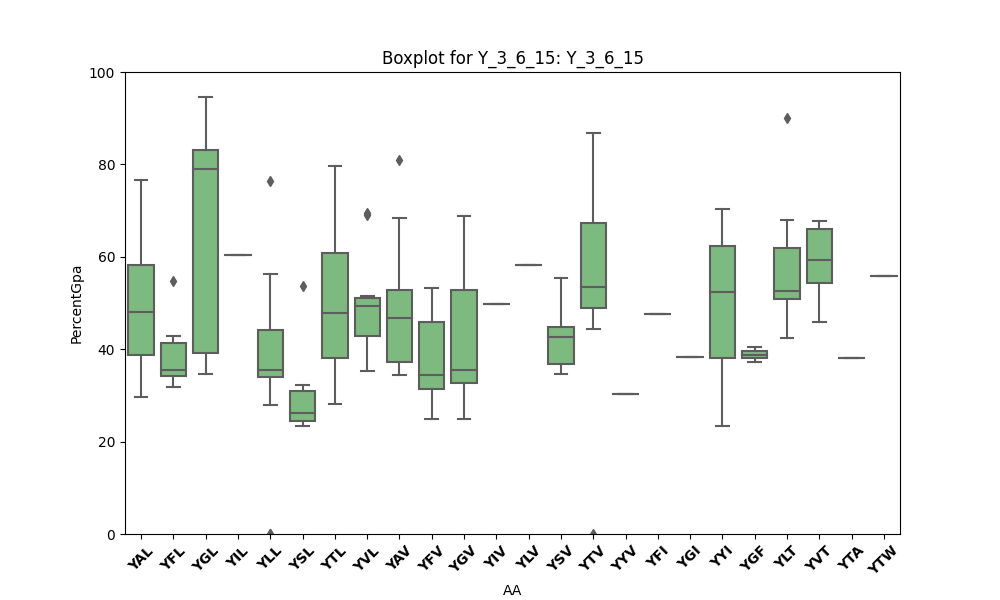 Boxplot for Y_3_6_15: Y_3_6_15
100
80
60
40
20
0
PercentGpa
YAL YFL YGL YIL YLL YSL YTL YVL YAV YFV YGV YIV YLV YSV YTV YYV YFI YGI YYI YGF YLT YVT YTA YTW
AA